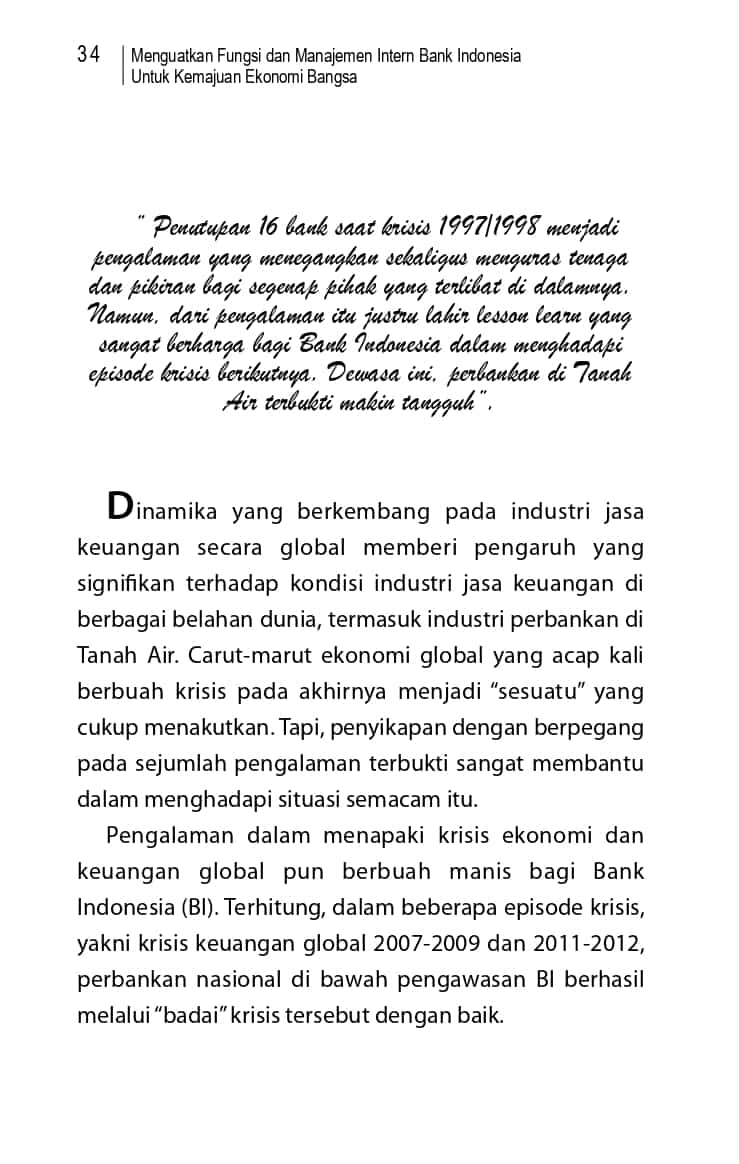 34
Menguatkan Fungsi dan Manajemen Intern Bank Indonesia
Untuk Kemajuan Ekonomi Bangsa
" Penutupan 16 bank saat krisis 1997/1998 menjadi
pengalaman yang menegangkan sekaligus menguras tenaga
dan pikiran bagi segenap pihak yang terlibat di dalamnya.
Namun, dari pengalaman itu justru lahir lesson learn yang
sangat berharga bagi Bank Indonesia dalam menghadapi
episode krisis berikutnya. Dewasa ini, perbankan di Tanah
Air terbukti makin tangguh".
Dinamika yang berkembang pada industri jasa
keuangan secara global memberi pengaruh yang
signifikan terhadap kondisi industri jasa keuangan di
berbagai belahan dunia, termasuk industri perbankan di
Tanah Air. Carut-marut ekonomi global yang acap kali
berbuah krisis pada akhirnya menjadi “sesuatu” yang
cukup menakutkan. Tapi, penyikapan dengan berpegang
pada sejumlah pengalaman terbukti sangat membantu
dalam menghadapi situasi semacam itu.
Pengalaman dalam menapaki krisis ekonomi dan
keuangan global pun berbuah manis bagi Bank
Indonesia (BI). Terhitung, dalam beberapa episode krisis,
yakni krisis keuangan global 2007-2009 dan 2011-2012,
perbankan nasional di bawah pengawasan BI berhasil
melalui “badai” krisis tersebut dengan baik.